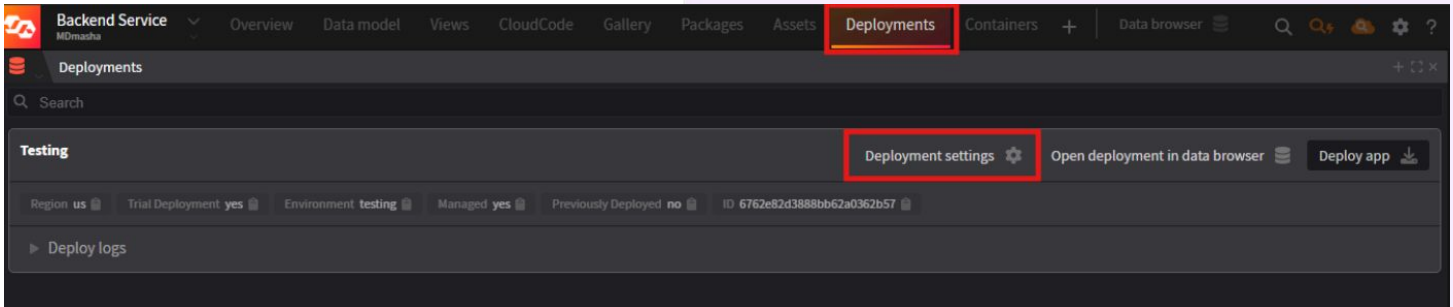 Backend Service Overview Data model Views CloudCode Gallery Packages Assets Deployments Containers + Data browser ?
MDmasha
Deployments
Search
Testing Deployment settings Open deployment in data browser Deploy app
Region us Trial Deployment yes Environment testing Managed yes Previously Deployed no ID 6762e82d3888bb62a0362b57
Deploy logs